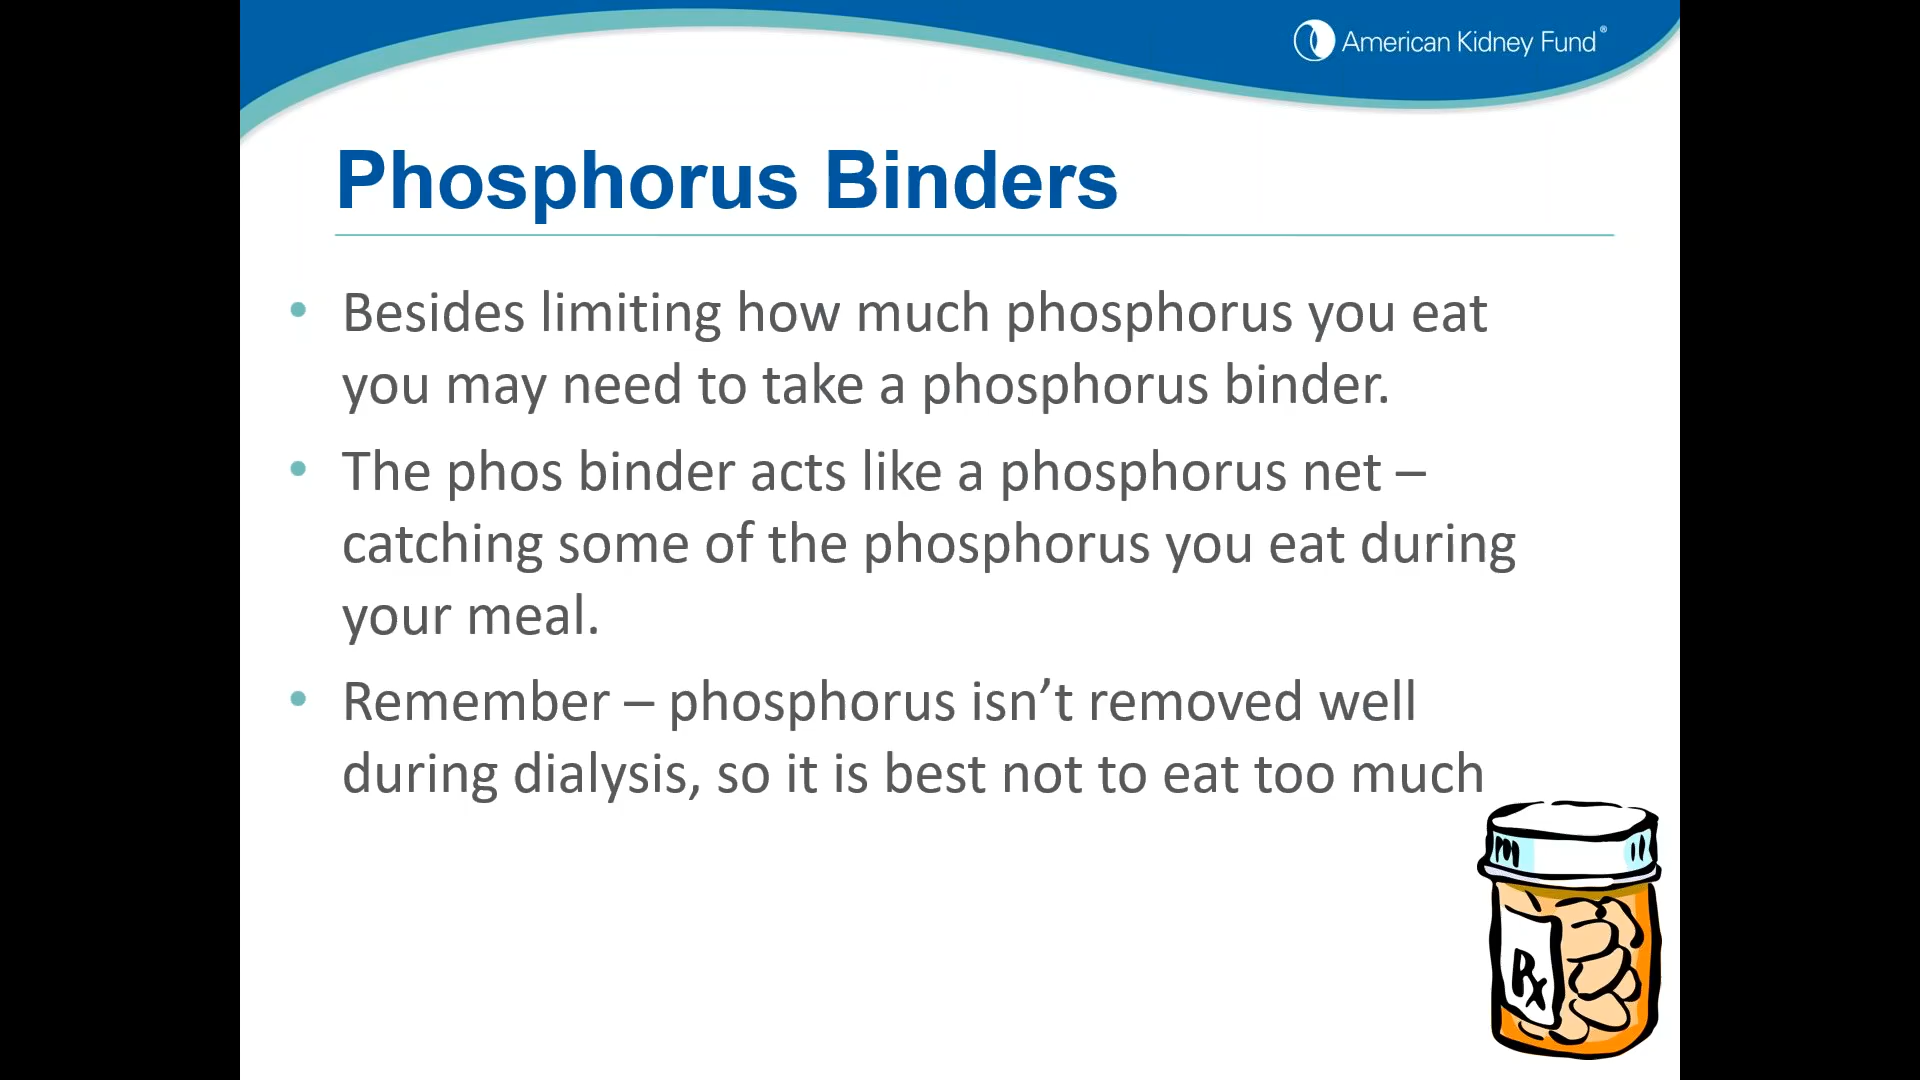 American Kidney Fund®
Phosphorus Binders
• Besides limiting how much phosphorus you eat
you may need to take a phosphorus binder.
• The phos binder acts like a phosphorus net –
catching some of the phosphorus you eat during
your meal.
• Remember – phosphorus isn’t removed well
during dialysis, so it is best not to eat too much
Rx